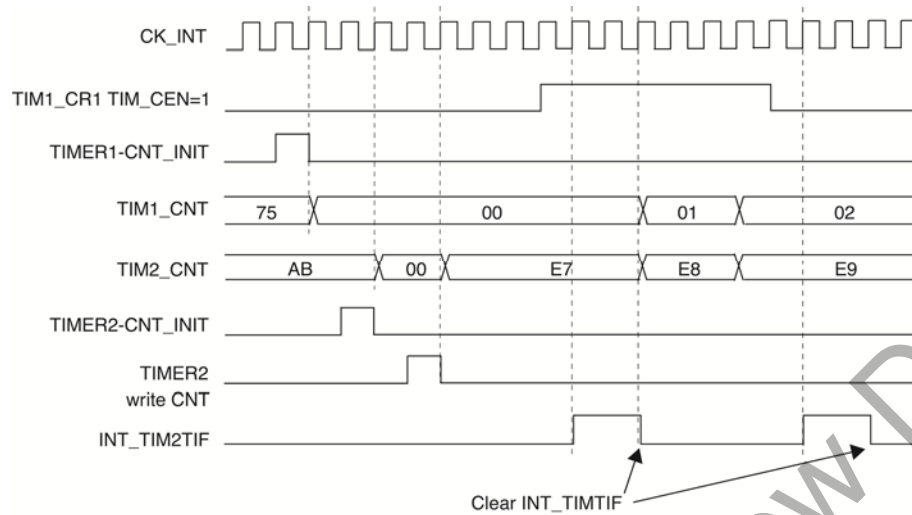 CK_INT
TIM1_CR1 TIM_CEN=1
TIMER1-CNT_INIT
TIM1_CNT 75 00 01 02
TIM2_CNT AB 00 E7 E8 E9
TIMER2-CNT_INIT
TIMER2
write CNT
INT_TIM2TIF
Clear INT_TIMTIF